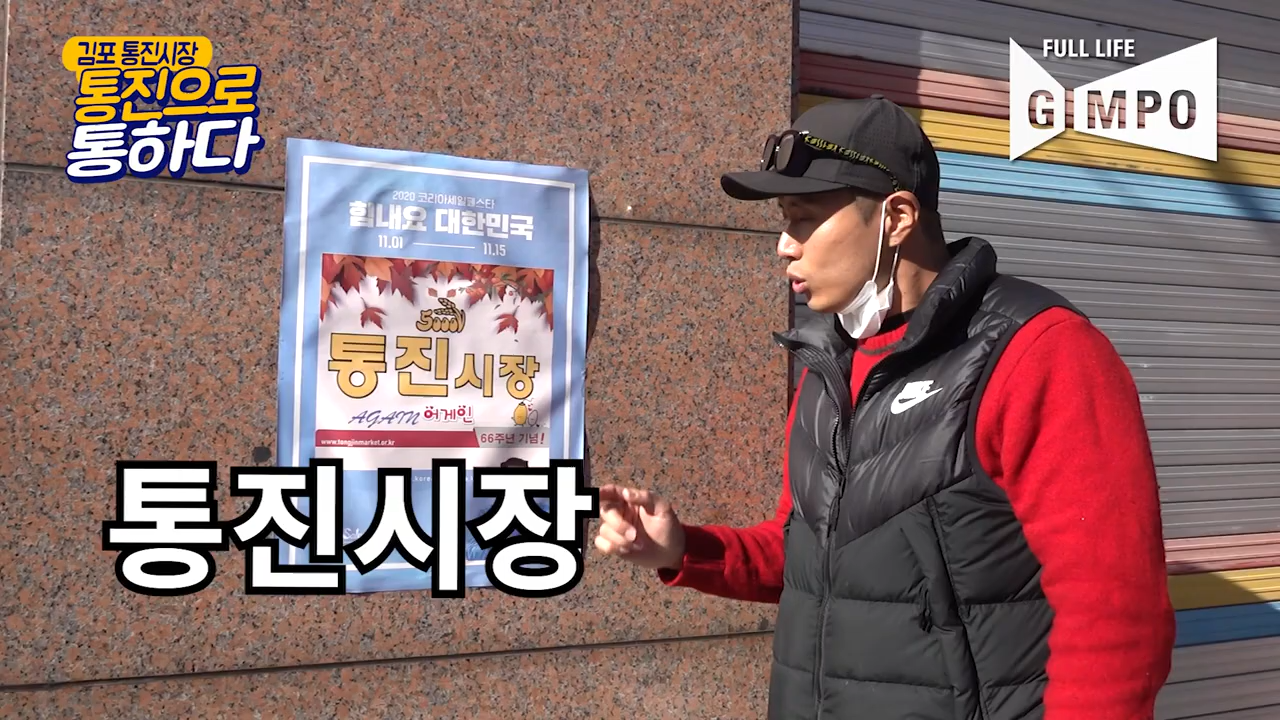 김포 통진시장
통진으로
통하다
FULL LIFE
GIMPO
2020 코리아세일페스타
힘내요 대한민국
11.01 11.15
5000
통진시장
AGAIN 어게인
www.tongjinmarket.or.kr
66주년 기념!
통진시장